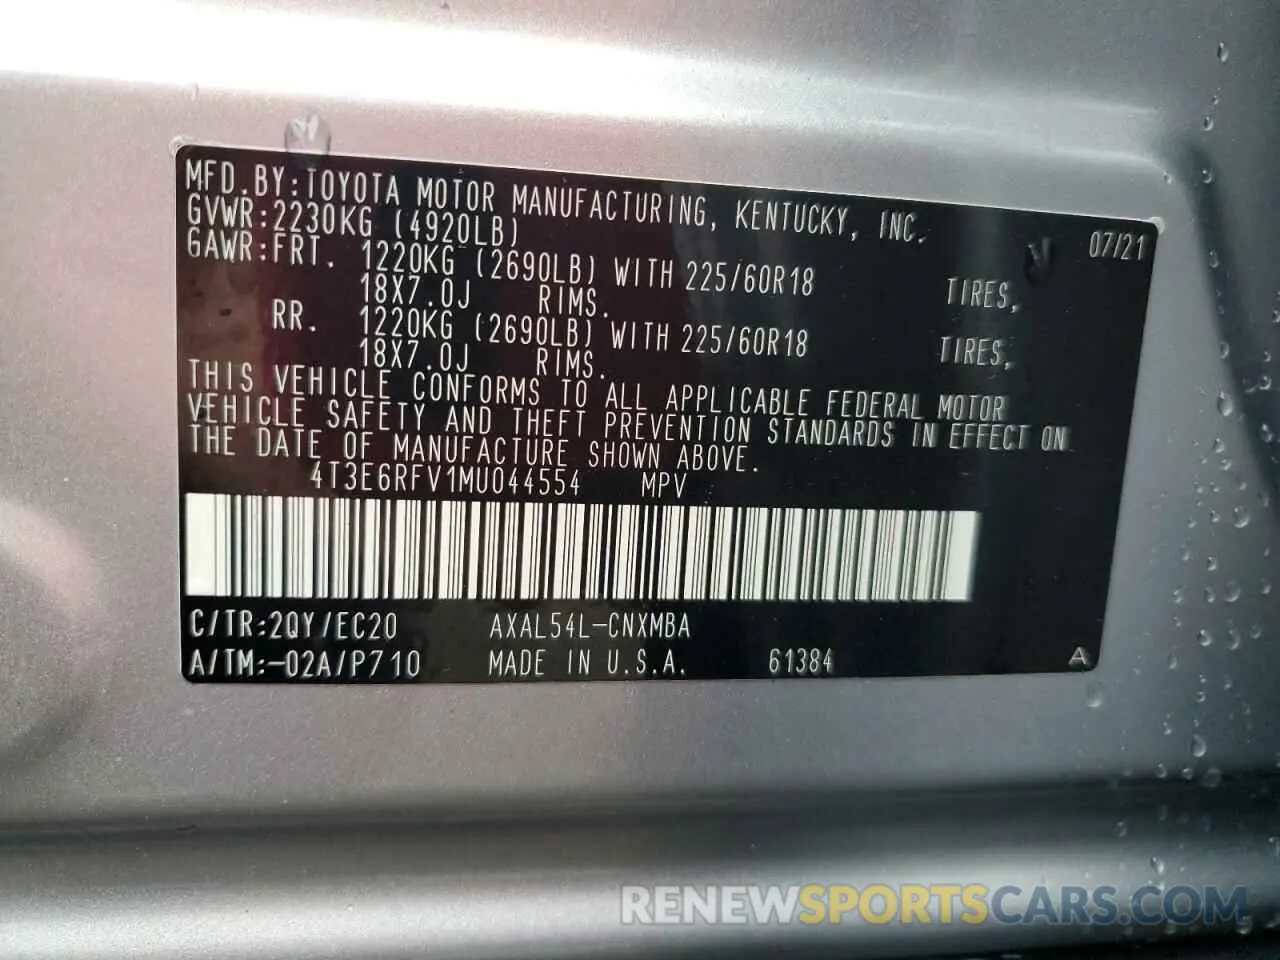 MFD.BY:TOYOTA MOTOR MANUFACTURING, KENTUCKY, INC. 07/21
GVWR:2230KG (4920LB)
GAWR:FRT. 1220KG (2690LB) WITH 225/60R18 TIRES,
18X7.0J RIMS.
RR. 1220KG (2690LB) WITH 225/60R18 TIRES,
18X7.0J RIMS.
THIS VEHICLE CONFORMS TO ALL APPLICABLE FEDERAL MOTOR
VEHICLE SAFETY AND THEFT PREVENTION STANDARDS IN EFFECT ON
THE DATE OF MANUFACTURE SHOWN ABOVE.
4T3E6RFV1MU044554 MPV
C/TR:2QY/EC20 AXAL54L-CNXMBA
A/TM:-02A/P710 MADE IN U.S.A. 61384 A
RENEWSPORTSCARS.COM